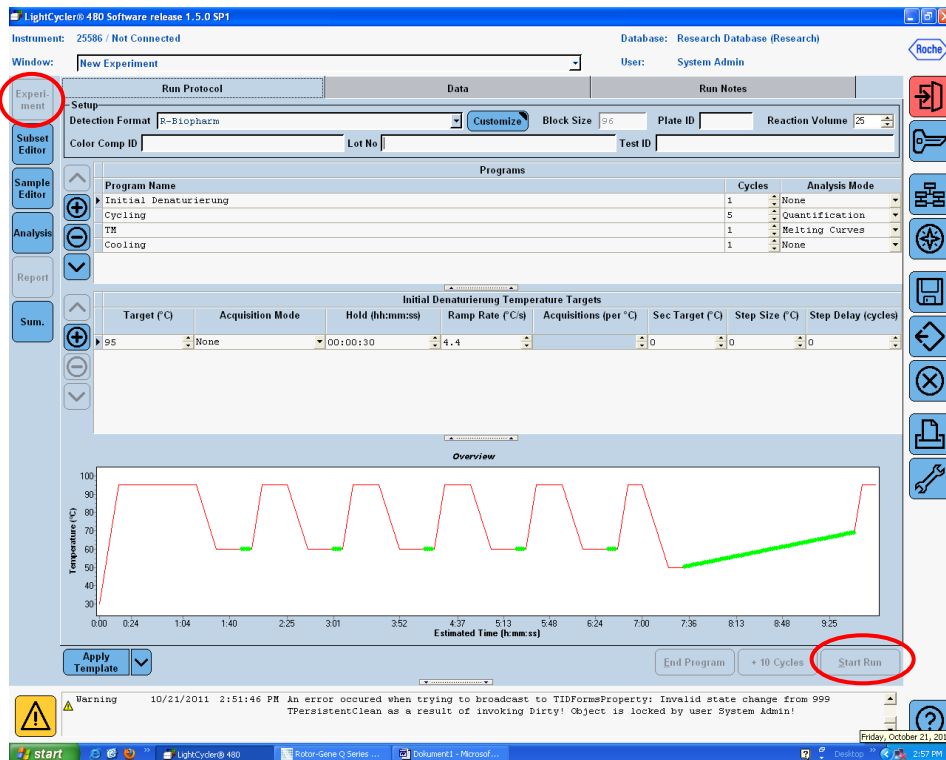 LightCycler® 480 Software release 1.5.0 SP1
Instrument: 25586 / Not Connected
Database: Research Database (Research)
Window: New Experiment
User: System Admin
Roche
Experi-
ment
Subset
Editor
Sample
Editor
Analysis
Report
Sum.
Run Protocol Data Run Notes
Setup
Detection Format R-Biopharm Customize Block Size 96 Plate ID Reaction Volume 25
Color Comp ID Lot No Test ID
Programs
Program Name Cycles Analysis Mode
Initial Denaturierung 1 None
Cycling 5 Quantification
TM 1 Melting Curves
Cooling 1 None
Initial Denaturierung Temperature Targets
Target (°C) Acquisition Mode Hold (hh:mm:ss) Ramp Rate (°C/s) Acquisitions (per °C) Sec Target (°C) Step Size (°C) Step Delay (cycles)
95 None 00:00:30 4.4 0 0 0
Overview
100
90
80
70
60
50
40
30
Temperature (°C)
0:00 0:24 1:04 1:40 2:25 3:01 3:52 4:37 5:13 5:48 6:24 7:00 7:36 8:13 8:48 9:25
Estimated Time (h:mm:ss)
Apply
Template
End Program + 10 Cycles Start Run
Warning 10/21/2011 2:51:46 PM An error occured when trying to broadcast to TIDFormsProperty: Invalid state change from 999
TPersistentClean as a result of invoking Dirty! Object is locked by user System Admin!
Friday, October 21, 201
start LightCycler® 480 Rotor-Gene Q Series ... Dokument1 - Microsof... Desktop 2:57 PM